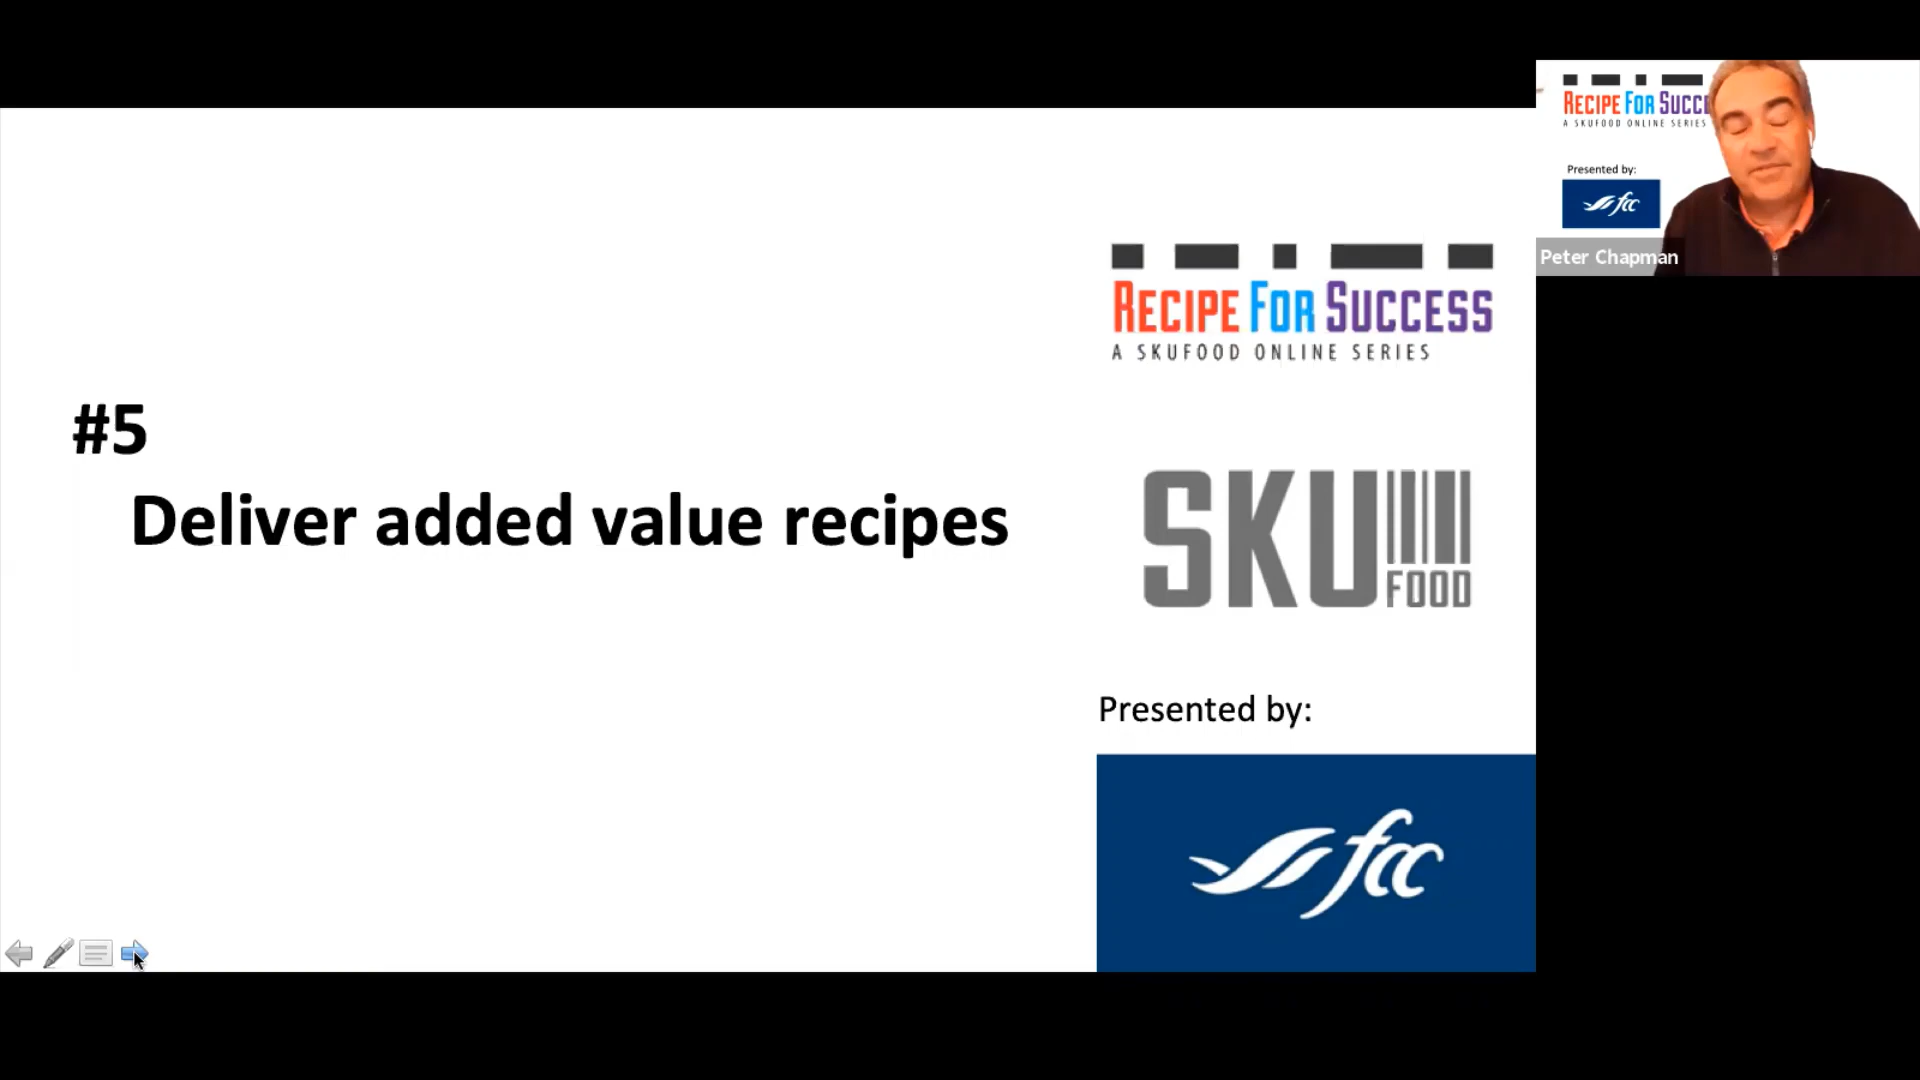 #5
Deliver added value recipes
RECIPE FOR SUCCESS
A SKUFOOD ONLINE SERIES
SKU
FOOD
Presented by:
fcc
RECIPE FOR SUCCE
A SKUFOOD ONLINE SERIES
Presented by:
fcc
Peter Chapman